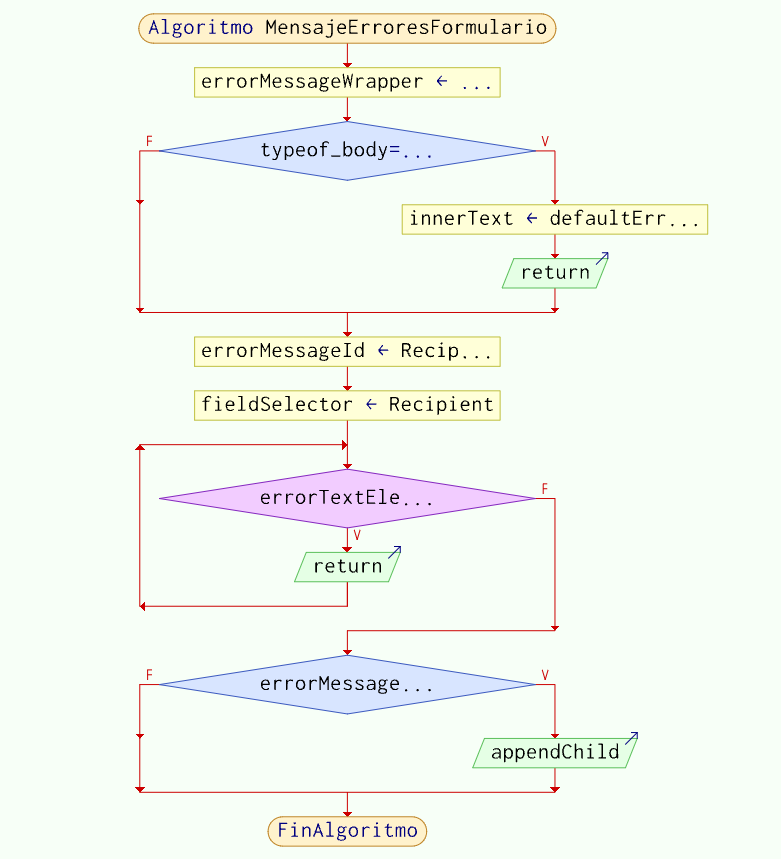 Algoritmo MensajeErroresFormulario
errorMessageWrapper ← ...
F
typeof_body=...
V
innerText ← defaultErr...
return
errorMessageId ← Recip...
fieldSelector ← Recipient
errorTextEle...
F
V
return
F
errorMessage...
V
appendChild
FinAlgoritmo